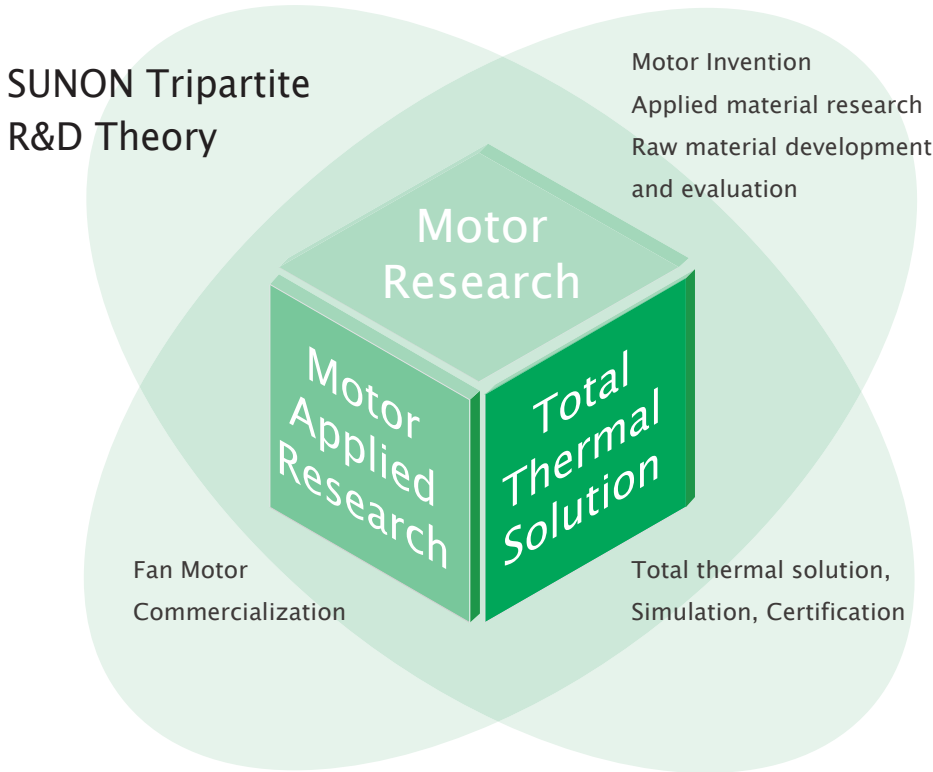 SUNON Tripartite
R&D Theory
Motor Invention
Applied material research
Raw material development
and evaluation
Motor
Research
Motor
Applied
Research
Total
Thermal
Solution
Fan Motor
Commercialization
Total thermal solution,
Simulation, Certification